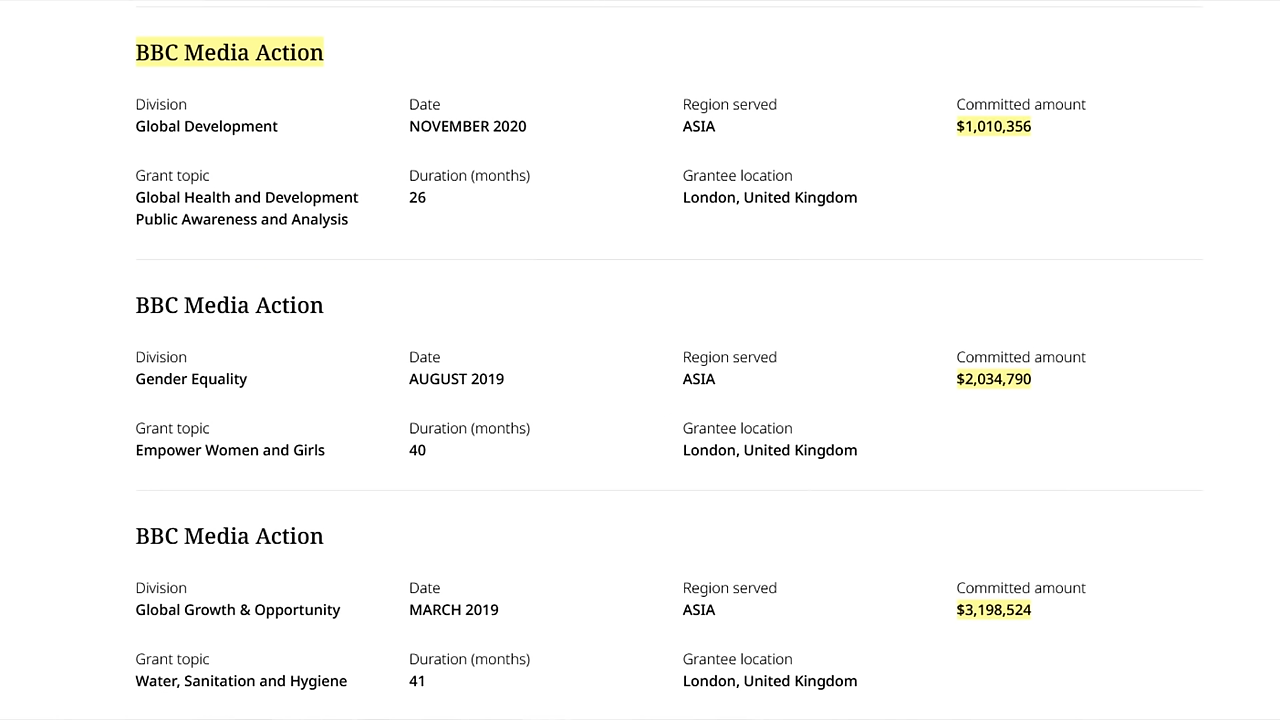 BBC Media Action
Division Date Region served Committed amount
Global Development NOVEMBER 2020 ASIA $1,010,356
Grant topic Duration (months) Grantee location
Global Health and Development 26 London, United Kingdom
Public Awareness and Analysis
BBC Media Action
Division Date Region served Committed amount
Gender Equality AUGUST 2019 ASIA $2,034,790
Grant topic Duration (months) Grantee location
Empower Women and Girls 40 London, United Kingdom
BBC Media Action
Division Date Region served Committed amount
Global Growth & Opportunity MARCH 2019 ASIA $3,198,524
Grant topic Duration (months) Grantee location
Water, Sanitation and Hygiene 41 London, United Kingdom